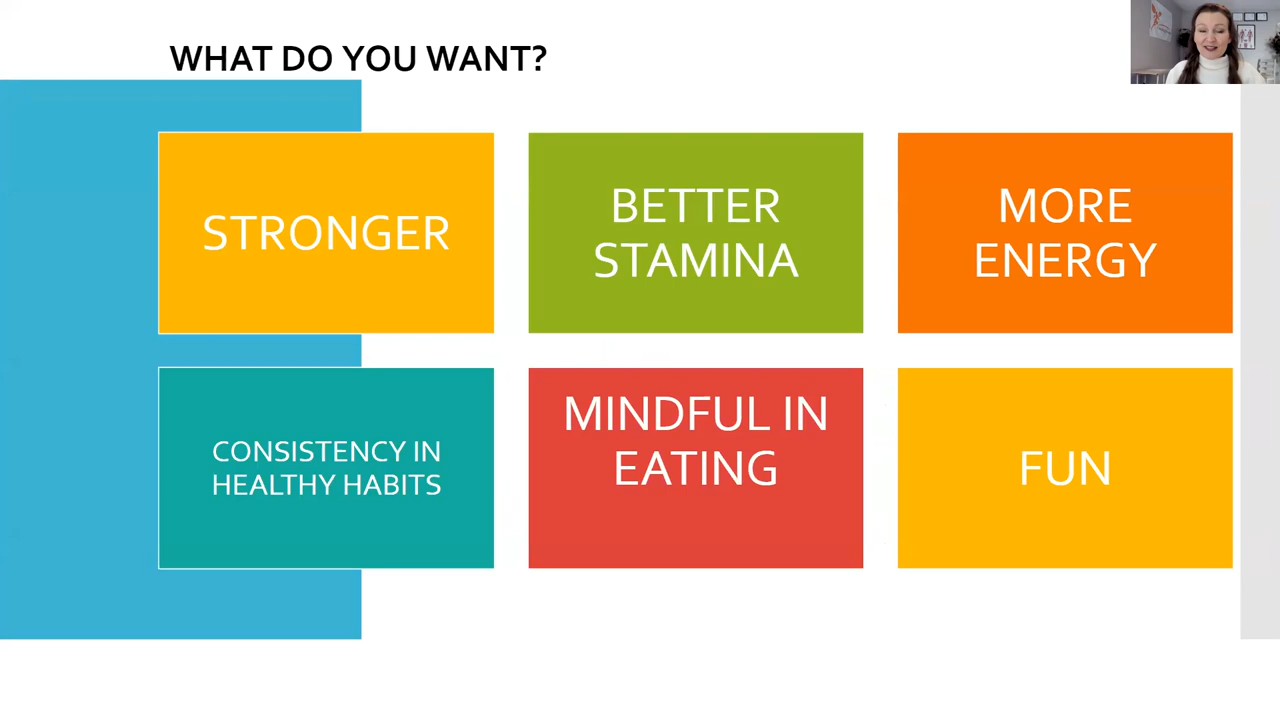 WHAT DO YOU WANT?
STRONGER
BETTER
STAMINA
MORE
ENERGY
CONSISTENCY IN
HEALTHY HABITS
MINDFUL IN
EATING
FUN